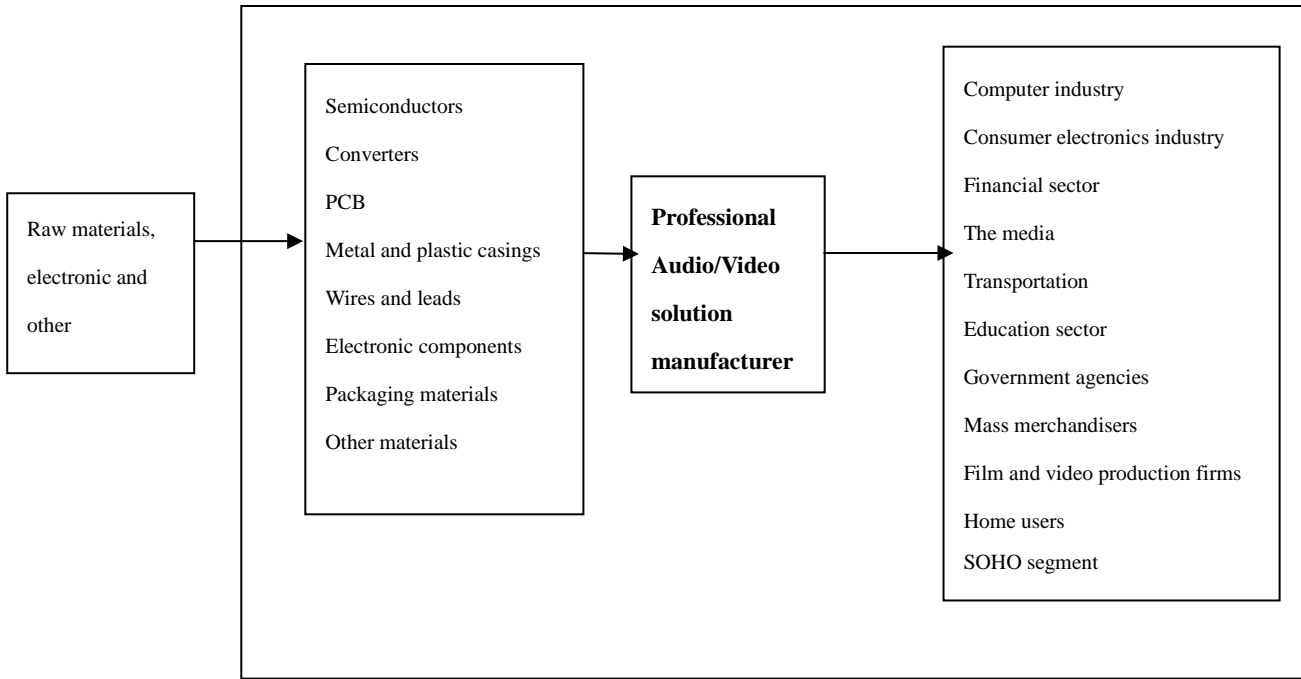 Raw materials,
electronic and
other
Semiconductors
Converters
PCB
Metal and plastic casings
Wires and leads
Electronic components
Packaging materials
Other materials
Professional
Audio/Video
solution
manufacturer
Computer industry
Consumer electronics industry
Financial sector
The media
Transportation
Education sector
Government agencies
Mass merchandisers
Film and video production firms
Home users
SOHO segment